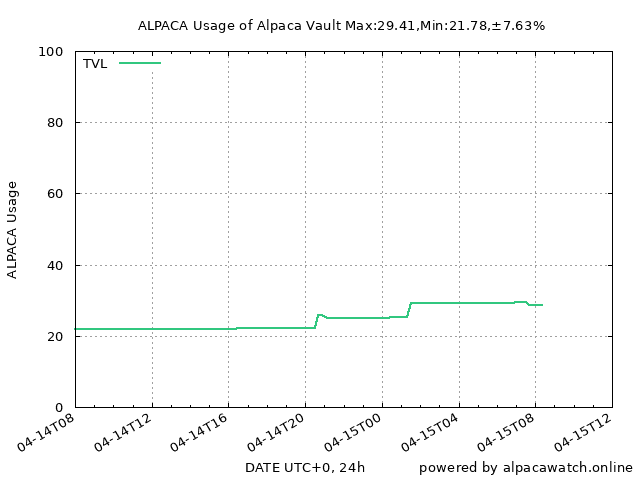 ALPACA Usage of Alpaca Vault Max:29.41,Min:21.78,±7.63%
100
TVL
80
60
ALPACA Usage
40
20
0
04-14T08 04-14T12 04-14T16 04-14T20 04-15T00 04-15T04 04-15T08 04-15T12
DATE UTC+0, 24h
powered by alpacawatch.online